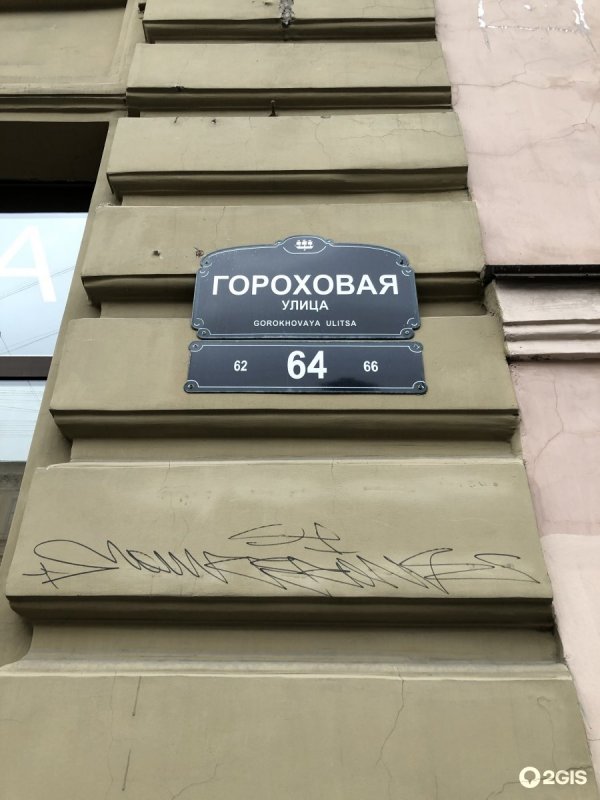 А
ГОРОХОВАЯ
УЛИЦА
GOROKHOVAYA ULITSA
62 64 66
2GIS